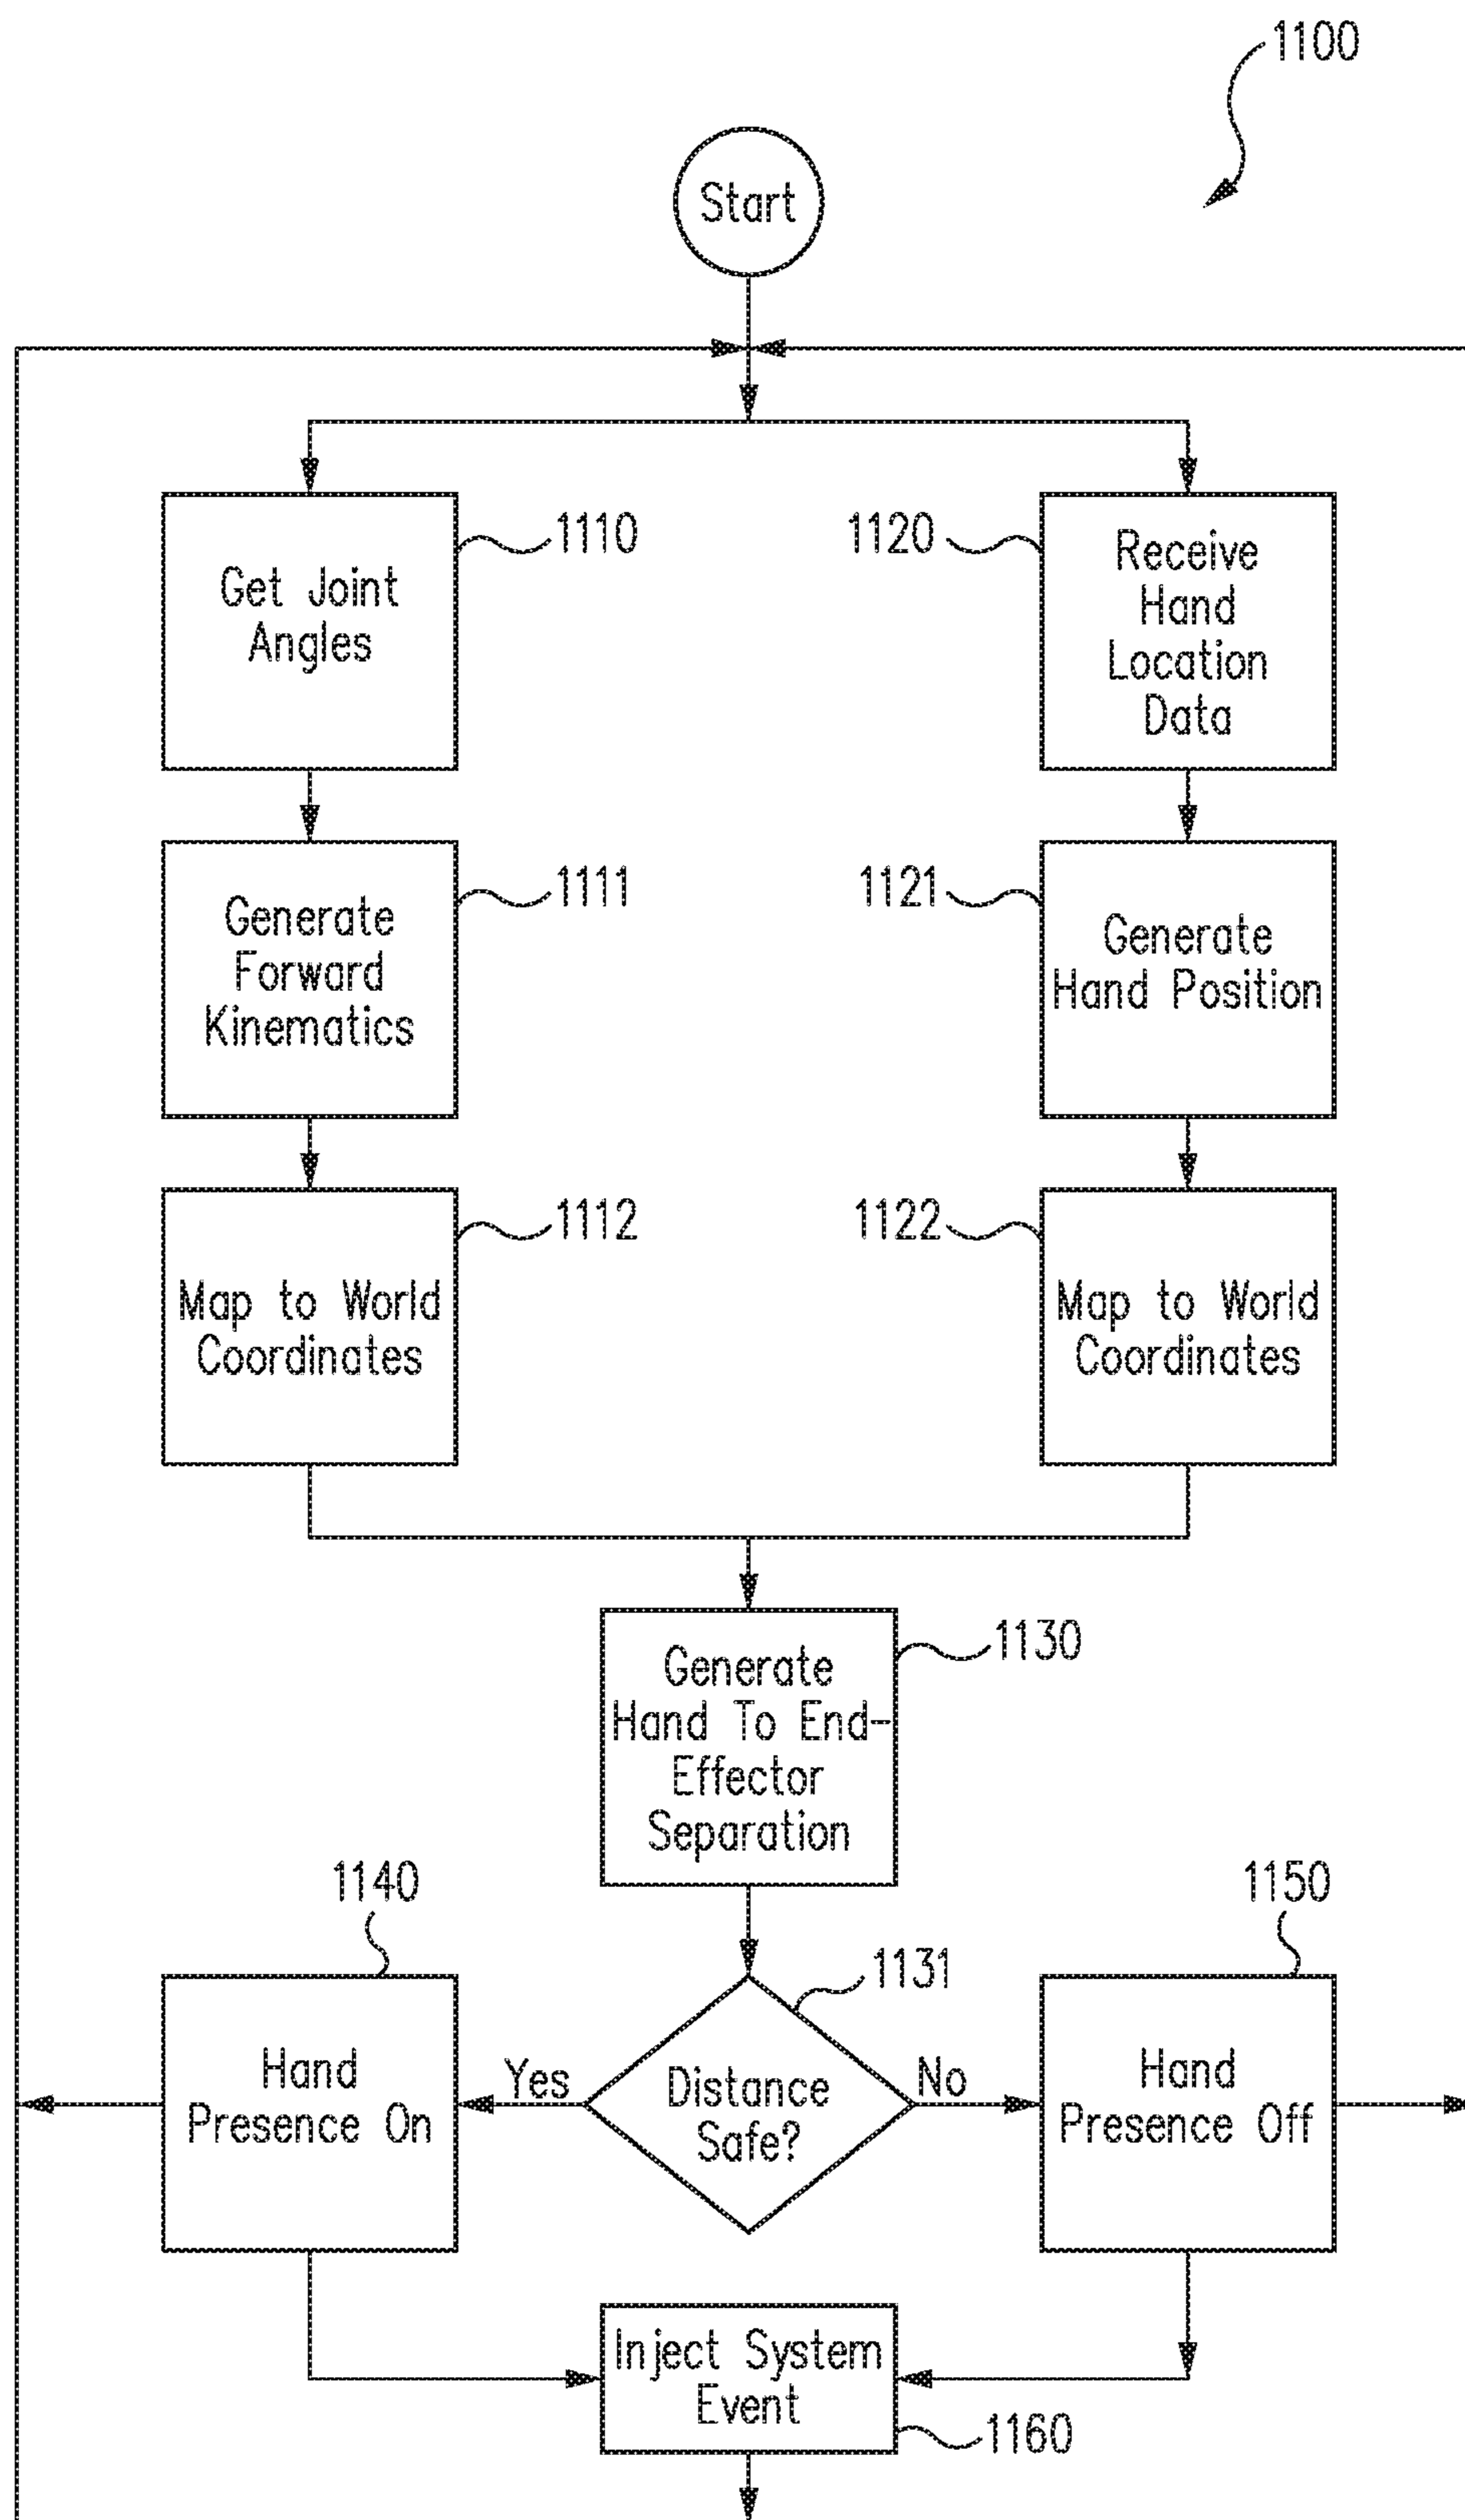 1100
Start
1110
Get Joint
Angles
1120
Receive
Hand
Location
Data
1111
Generate
Forward
Kinematics
1121
Generate
Hand Position
1112
Map to World
Coordinates
1122
Map to World
Coordinates
1130
Generate
Hand To End-
Effector
Separation
1140
Hand
Presence On
Yes
1131
Distance
Safe?
No
1150
Hand
Presence Off
Inject System
Event
1160